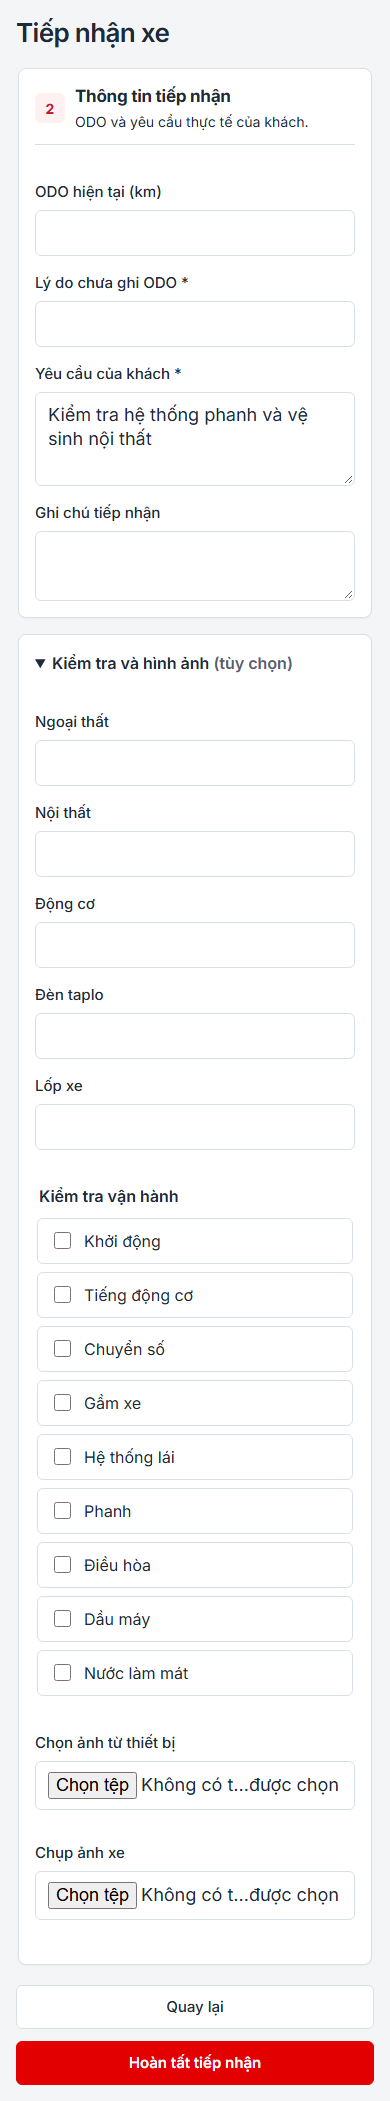 Tiếp nhận xe
2
Thông tin tiếp nhận
ODO và yêu cầu thực tế của khách.
ODO hiện tại (km)
Lý do chưa ghi ODO *
Yêu cầu của khách *
Kiểm tra hệ thống phanh và vệ
sinh nội thất
Ghi chú tiếp nhận
▼ Kiểm tra và hình ảnh (tùy chọn)
Ngoại thất
Nội thất
Động cơ
Đèn taplo
Lốp xe
Kiểm tra vận hành
Khởi động
Tiếng động cơ
Chuyển số
Gầm xe
Hệ thống lái
Phanh
Điều hòa
Dầu máy
Nước làm mát
Chọn ảnh từ thiết bị
Chọn tệp Không có t...được chọn
Chụp ảnh xe
Chọn tệp Không có t...được chọn
Quay lại
Hoàn tất tiếp nhận